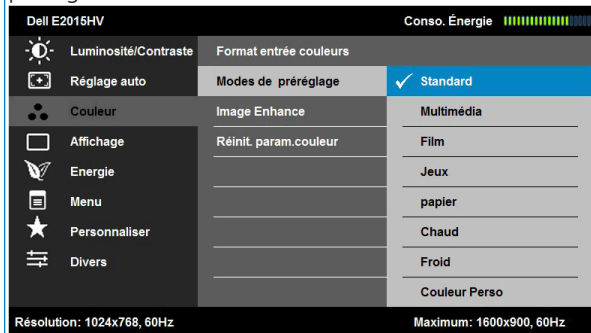 Dell E2015HV Conso. Énergie
Luminosité/Contraste Format entrée couleurs
Réglage auto Modes de préréglage Standard
Couleur Image Enhance Multimédia
Affichage Réinit. param.couleur Film
Energie Jeux
Menu papier
Personnaliser Chaud
Divers Froid
Couleur Perso
Résolution: 1024x768, 60Hz Maximum: 1600x900, 60Hz